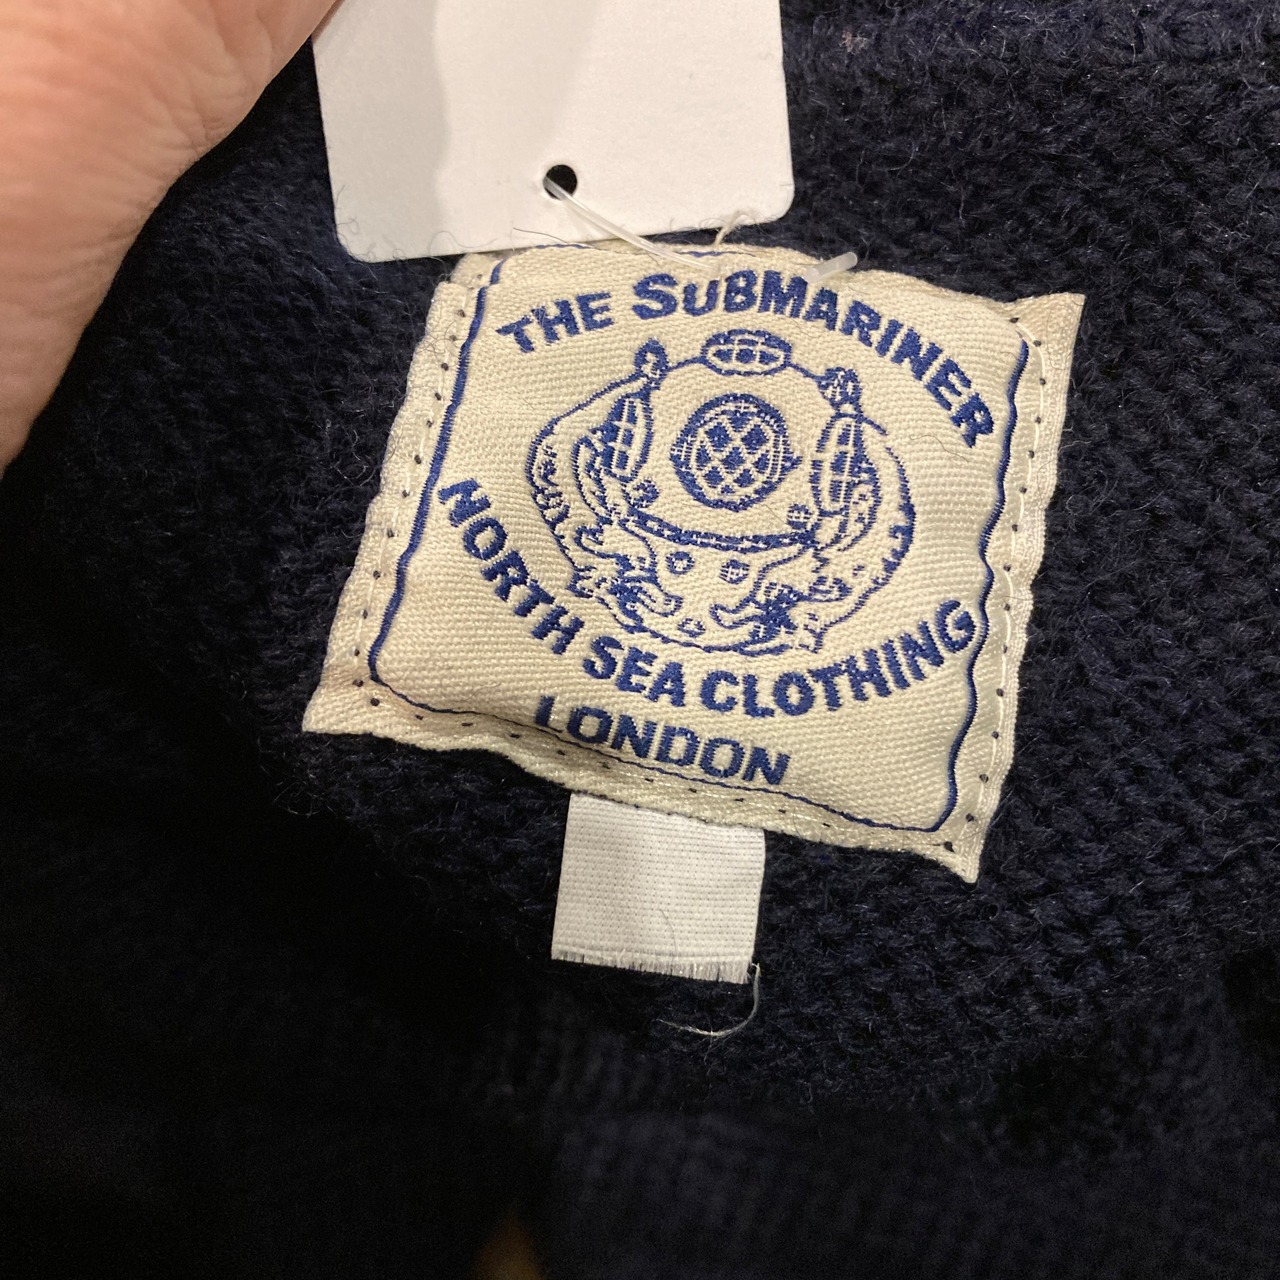 THE SUBMARINER
NORTH SEA CLOTHING
LONDON